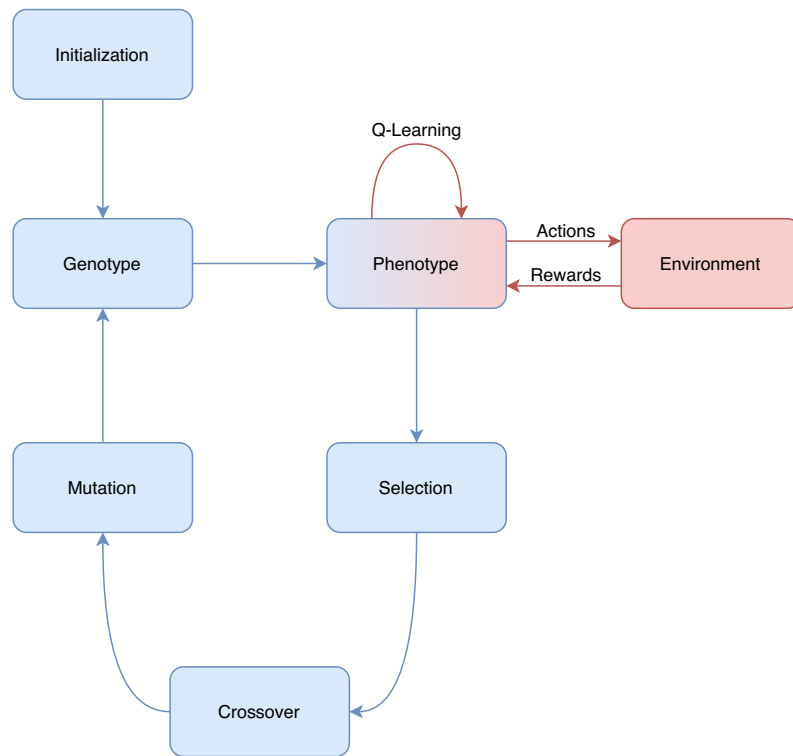 Initialization
Q-Learning
Genotype
Phenotype
Actions
Rewards
Environment
Mutation
Selection
Crossover